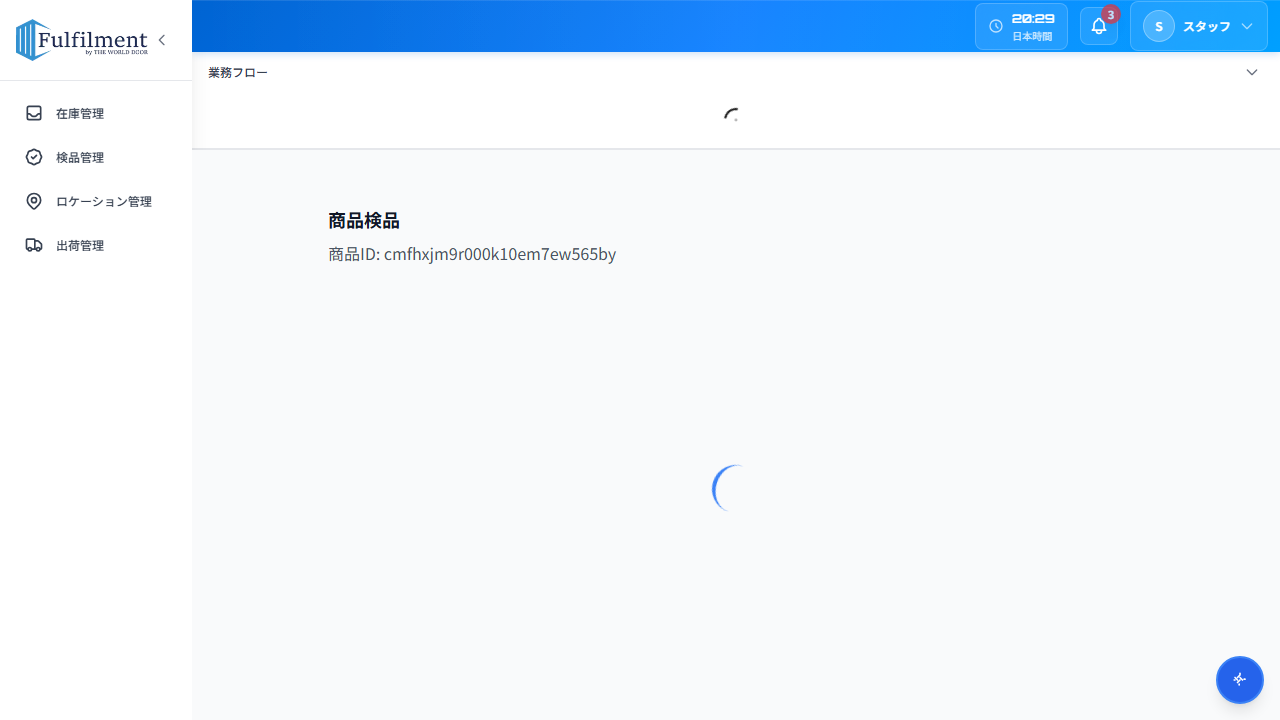 Fulfilment
by THE WORLD DOOR
在庫管理
検品管理
ロケーション管理
出荷管理
20:29
日本時間
3
S
スタッフ
業務フロー
商品検品
商品ID: cmfhxjm9r000k10em7ew565by